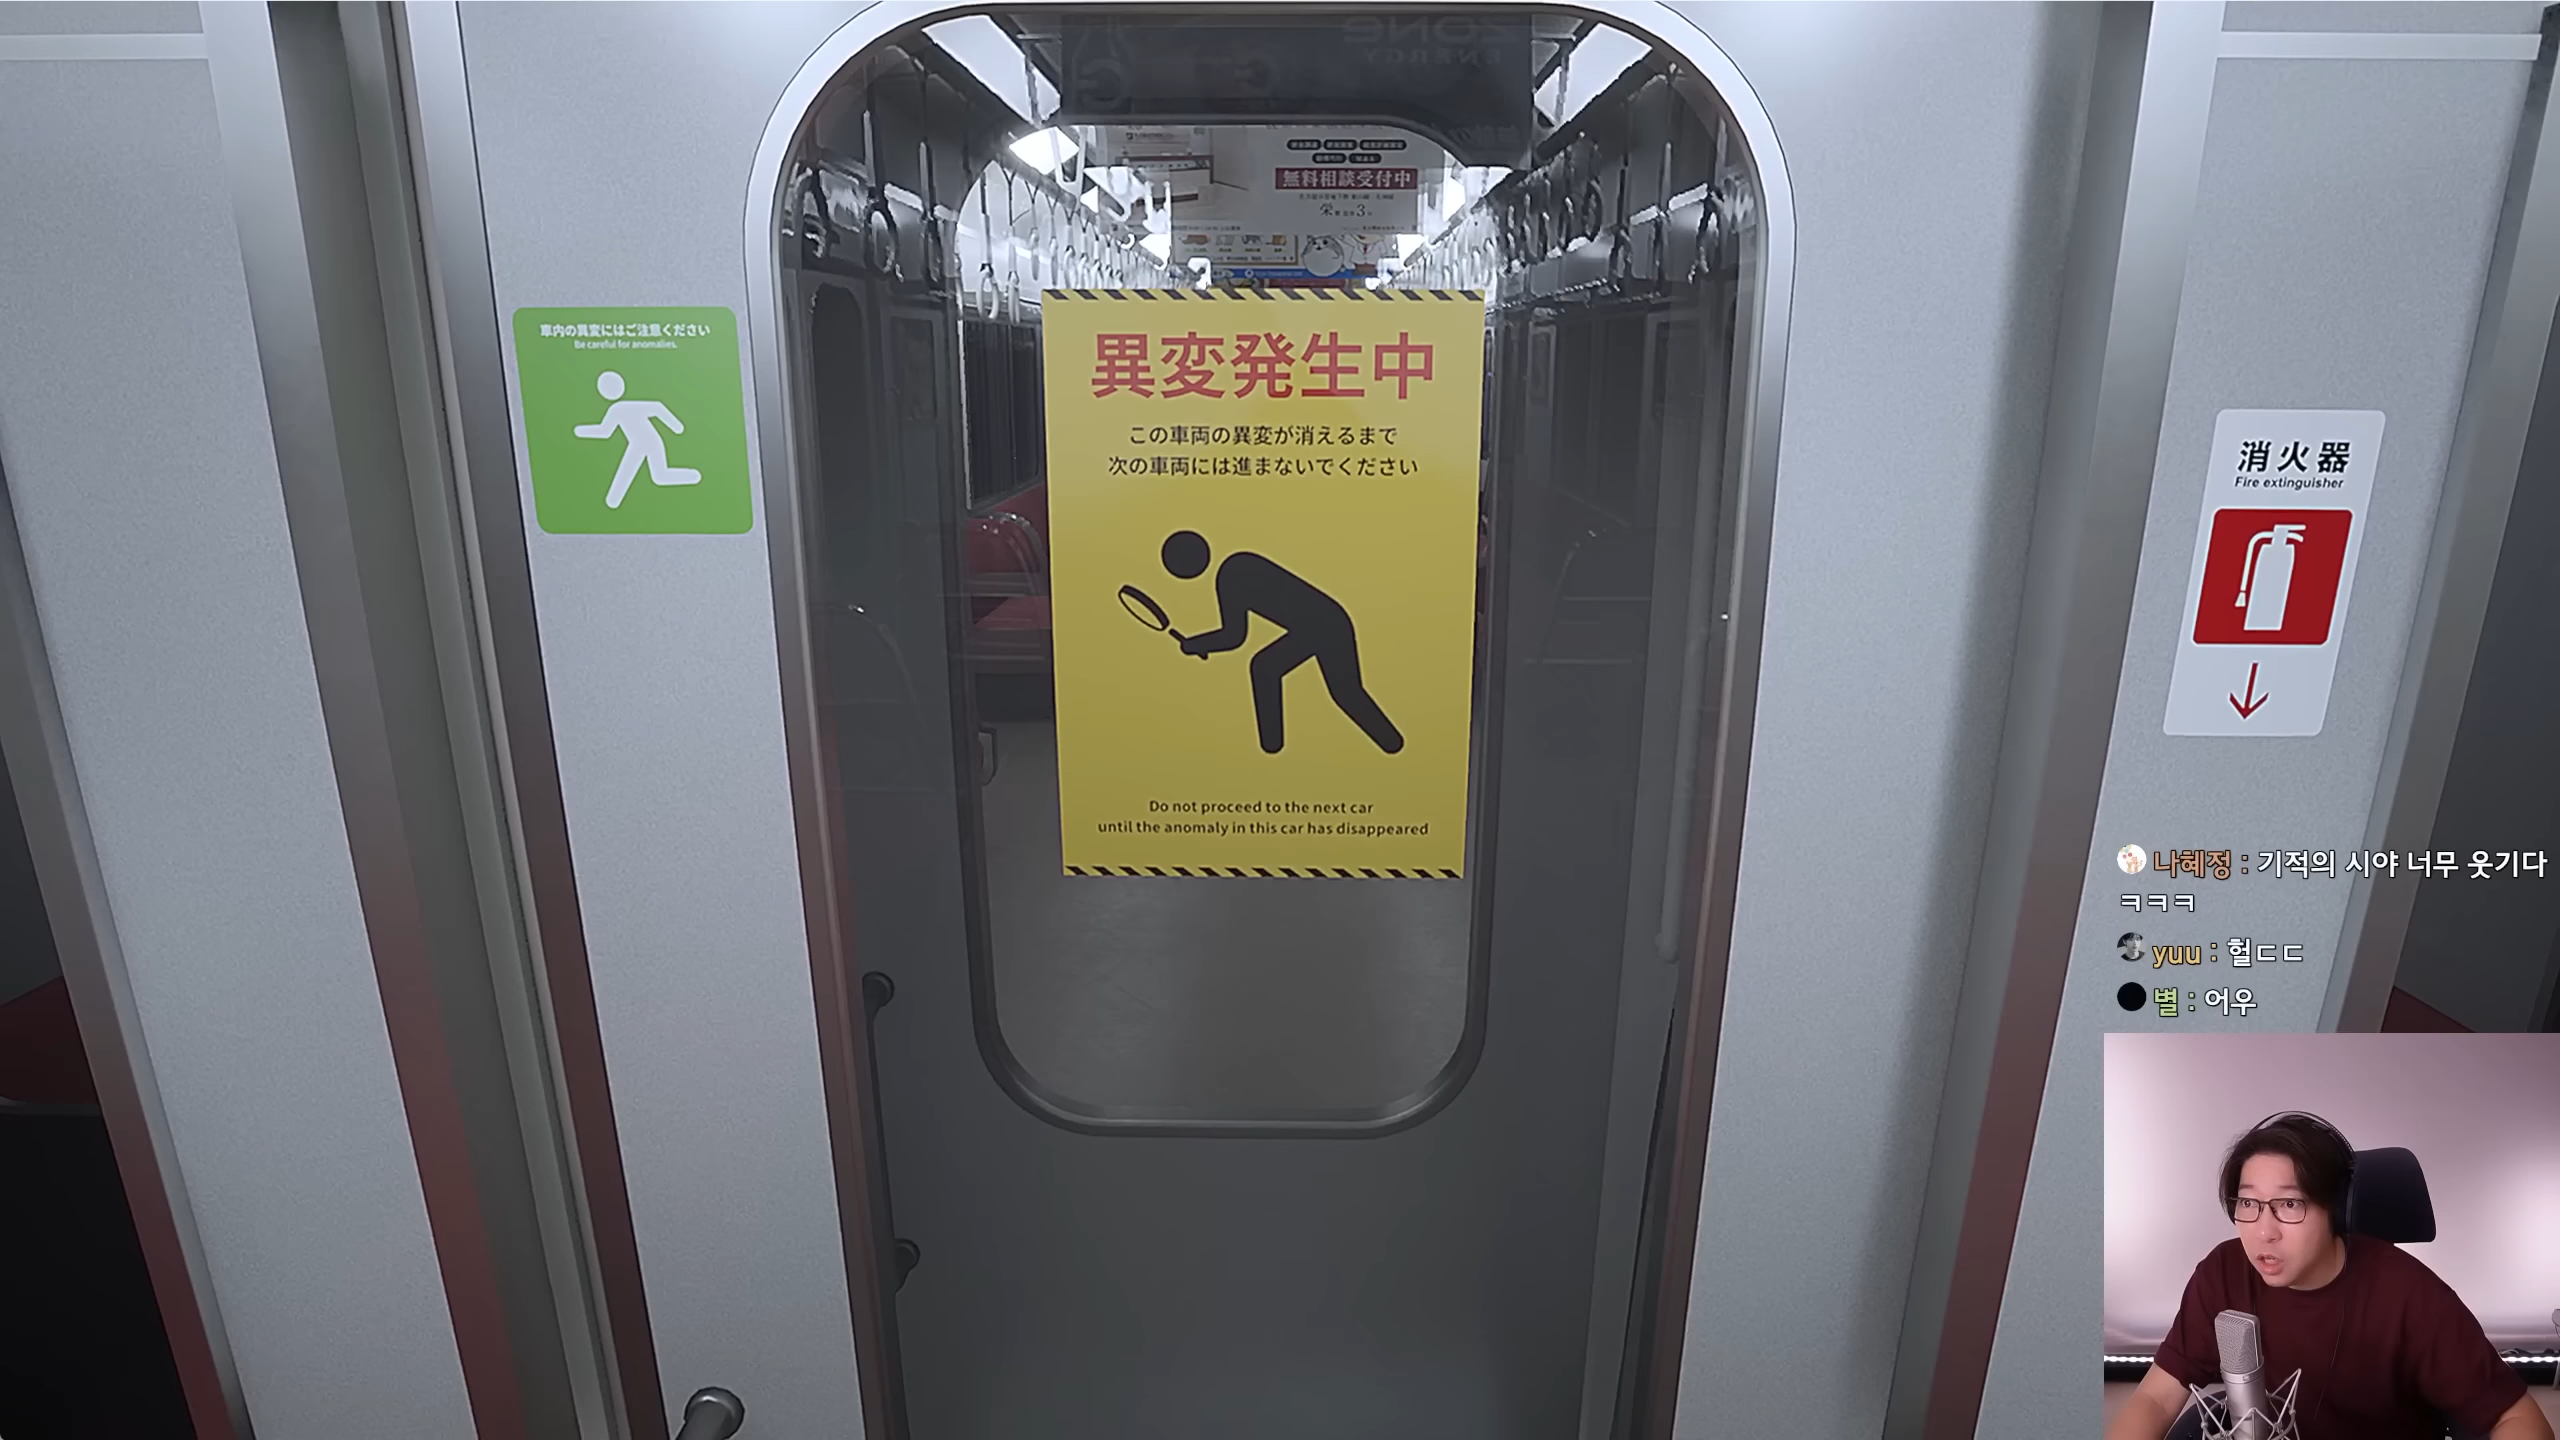 ZONE
ENERGY
無料相談受付中
栄
3
車内の異変にはご注意ください
Be careful for anomalies.
異変発生中
この車両の異変が消えるまで
次の車両には進まないでください
Do not proceed to the next car
until the anomaly in this car has disappeared
消火器
Fire extinguisher
나혜정 : 기적의 시야 너무 웃기다
ㅋㅋㅋ
yuu : 헐ㄷㄷ
별 : 어우